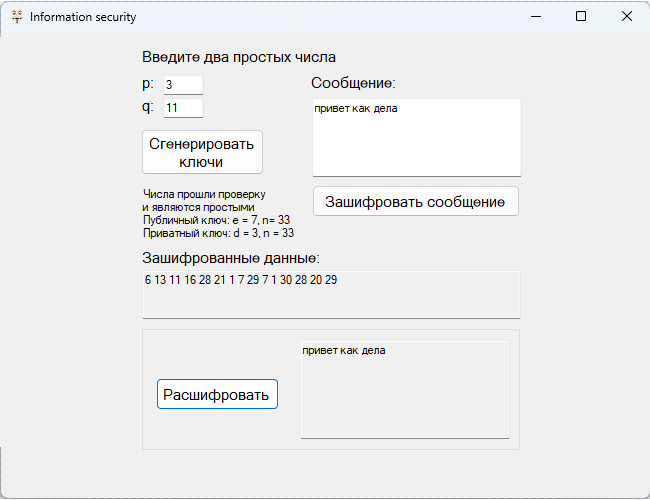 Information security
Введите два простых числа
p: 3
q: 11
Сообщение:
привет как дела
Сгенерировать
ключи
Зашифровать сообщение
Числа прошли проверку
и являются простыми
Публичный ключ: e = 7, n= 33
Приватный ключ: d = 3, n = 33
Зашифрованные данные:
6 13 11 16 28 21 1 7 29 7 1 30 28 20 29
Расшифровать
привет как дела